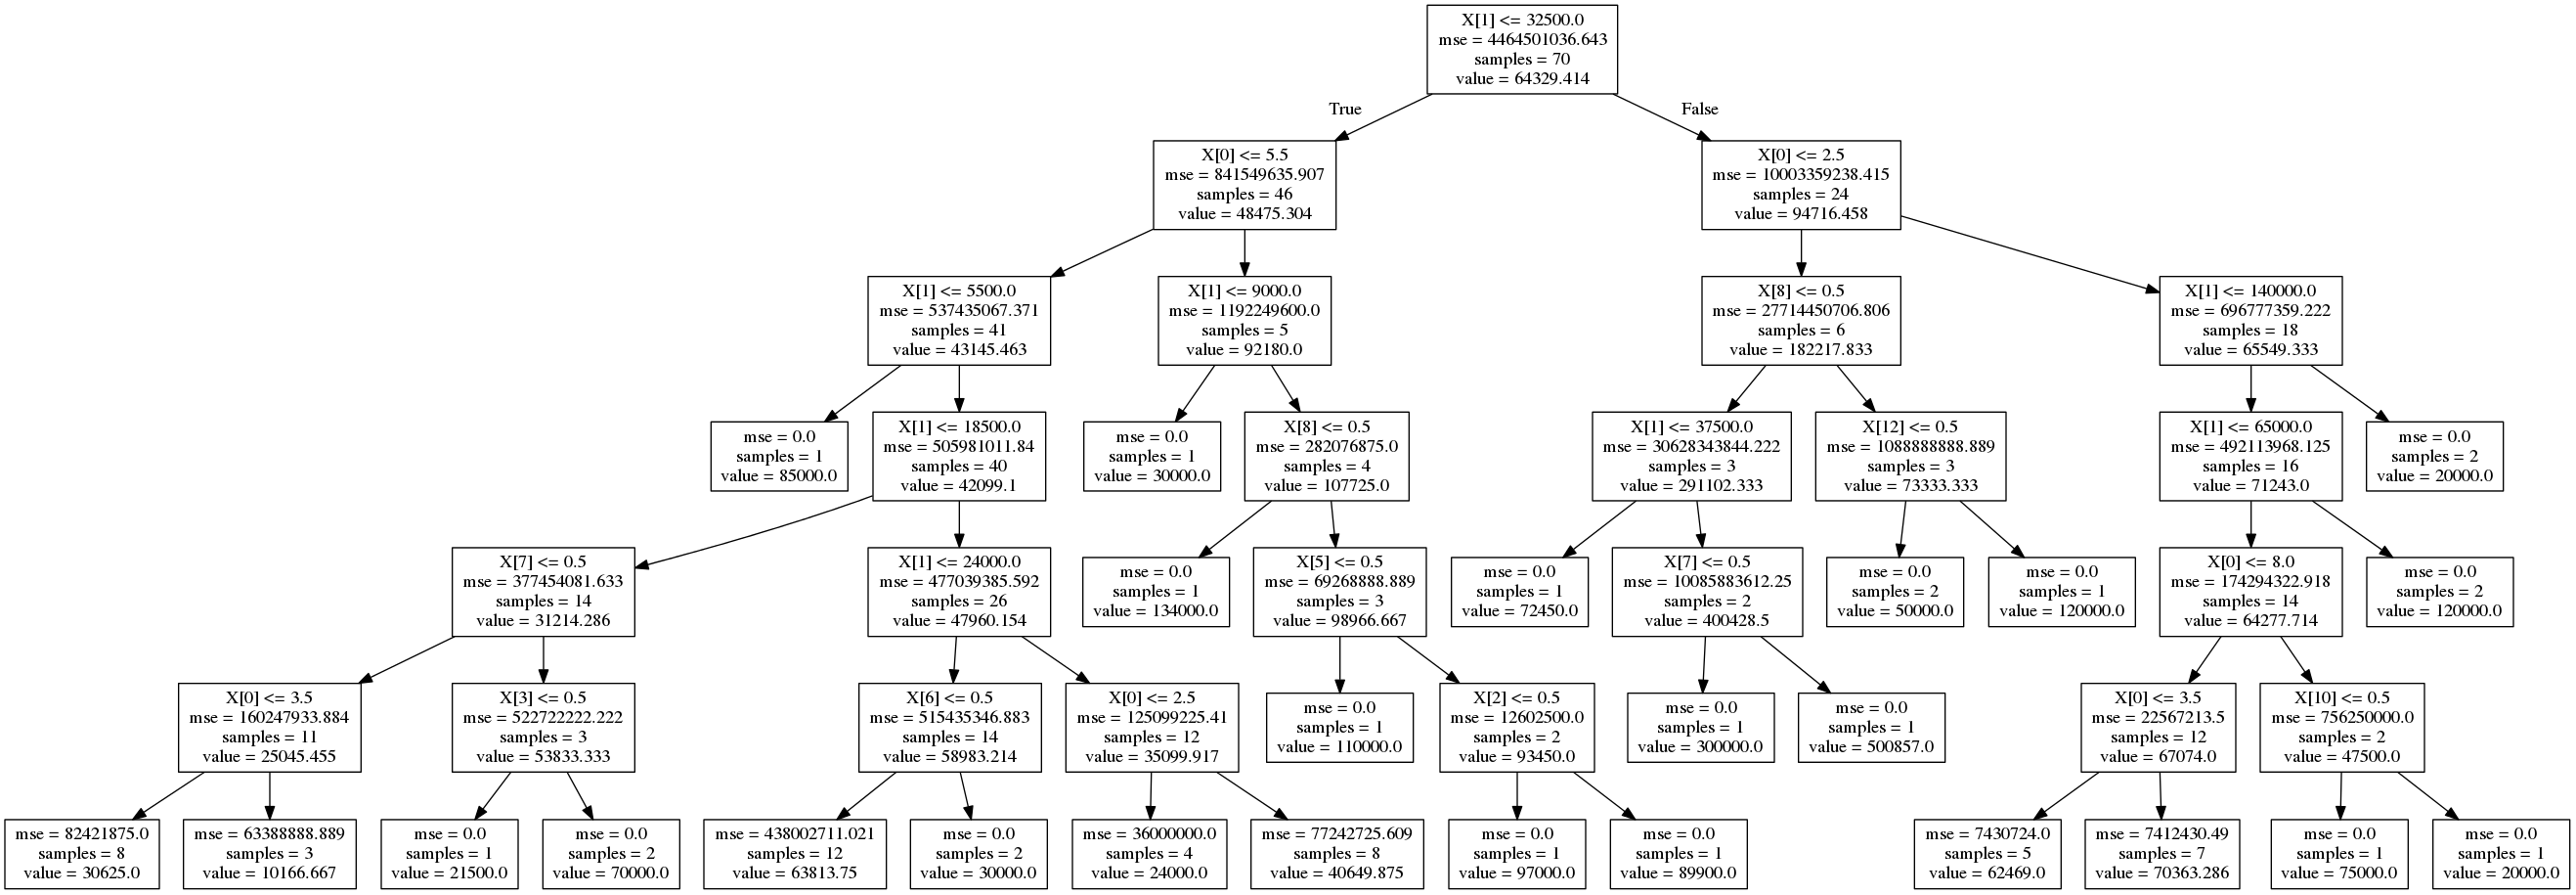 X[1] <= 32500.0
mse = 4464501036.643
samples = 70
value = 64329.414
True
False
X[0] <= 5.5
mse = 841549635.907
samples = 46
value = 48475.304
X[0] <= 2.5
mse = 10003359238.415
samples = 24
value = 94716.458
X[1] <= 5500.0
mse = 537435067.371
samples = 41
value = 43145.463
X[1] <= 9000.0
mse = 1192249600.0
samples = 5
value = 92180.0
X[8] <= 0.5
mse = 27714450706.806
samples = 6
value = 182217.833
X[1] <= 140000.0
mse = 696777359.222
samples = 18
value = 65549.333
mse = 0.0
samples = 1
value = 85000.0
X[1] <= 18500.0
mse = 505981011.84
samples = 40
value = 42099.1
mse = 0.0
samples = 1
value = 30000.0
X[8] <= 0.5
mse = 282076875.0
samples = 4
value = 107725.0
X[1] <= 37500.0
mse = 30628343844.222
samples = 3
value = 291102.333
X[12] <= 0.5
mse = 1088888888.889
samples = 3
value = 73333.333
X[1] <= 65000.0
mse = 492113968.125
samples = 16
value = 71243.0
mse = 0.0
samples = 2
value = 20000.0
X[7] <= 0.5
mse = 377454081.633
samples = 14
value = 31214.286
X[1] <= 24000.0
mse = 477039385.592
samples = 26
value = 47960.154
mse = 0.0
samples = 1
value = 134000.0
X[5] <= 0.5
mse = 69268888.889
samples = 3
value = 98966.667
mse = 0.0
samples = 1
value = 72450.0
X[7] <= 0.5
mse = 10085883612.25
samples = 2
value = 400428.5
mse = 0.0
samples = 2
value = 50000.0
mse = 0.0
samples = 1
value = 120000.0
X[0] <= 8.0
mse = 174294322.918
samples = 14
value = 64277.714
mse = 0.0
samples = 2
value = 120000.0
X[0] <= 3.5
mse = 160247933.884
samples = 11
value = 25045.455
X[3] <= 0.5
mse = 522722222.222
samples = 3
value = 53833.333
X[6] <= 0.5
mse = 515435346.883
samples = 14
value = 58983.214
X[0] <= 2.5
mse = 125099225.41
samples = 12
value = 35099.917
mse = 0.0
samples = 1
value = 110000.0
X[2] <= 0.5
mse = 12602500.0
samples = 2
value = 93450.0
mse = 0.0
samples = 1
value = 300000.0
mse = 0.0
samples = 1
value = 500857.0
X[0] <= 3.5
mse = 22567213.5
samples = 12
value = 67074.0
X[10] <= 0.5
mse = 756250000.0
samples = 2
value = 47500.0
mse = 82421875.0
samples = 8
value = 30625.0
mse = 63388888.889
samples = 3
value = 10166.667
mse = 0.0
samples = 1
value = 21500.0
mse = 0.0
samples = 2
value = 70000.0
mse = 438002711.021
samples = 12
value = 63813.75
mse = 0.0
samples = 2
value = 30000.0
mse = 36000000.0
samples = 4
value = 24000.0
mse = 77242725.609
samples = 8
value = 40649.875
mse = 0.0
samples = 1
value = 97000.0
mse = 0.0
samples = 1
value = 89900.0
mse = 7430724.0
samples = 5
value = 62469.0
mse = 7412430.49
samples = 7
value = 70363.286
mse = 0.0
samples = 1
value = 75000.0
mse = 0.0
samples = 1
value = 20000.0